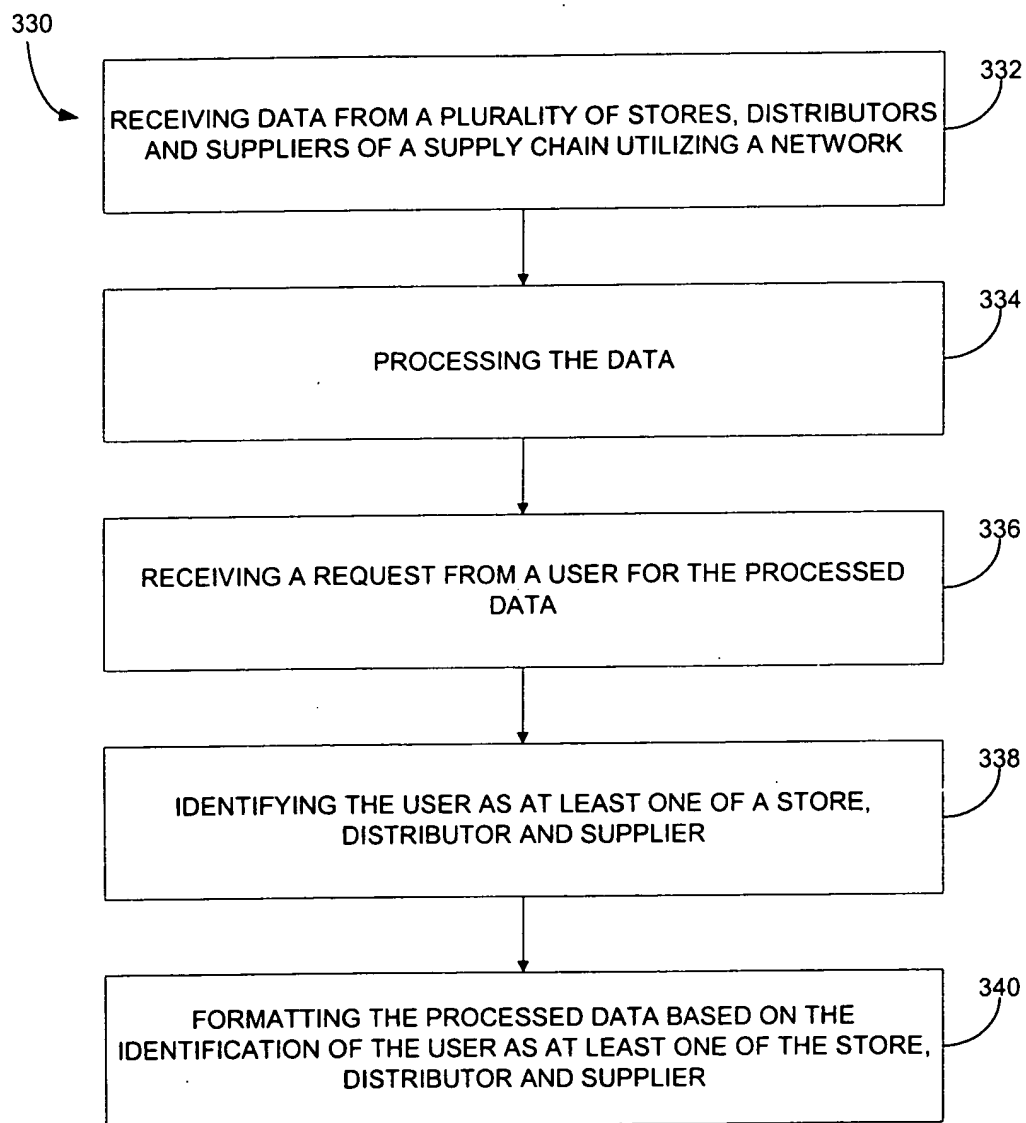 330
332
RECEIVING DATA FROM A PLURALITY OF STORES, DISTRIBUTORS
AND SUPPLIERS OF A SUPPLY CHAIN UTILIZING A NETWORK
334
PROCESSING THE DATA
336
RECEIVING A REQUEST FROM A USER FOR THE PROCESSED
DATA
338
IDENTIFYING THE USER AS AT LEAST ONE OF A STORE,
DISTRIBUTOR AND SUPPLIER
340
FORMATTING THE PROCESSED DATA BASED ON THE
IDENTIFICATION OF THE USER AS AT LEAST ONE OF THE STORE,
DISTRIBUTOR AND SUPPLIER